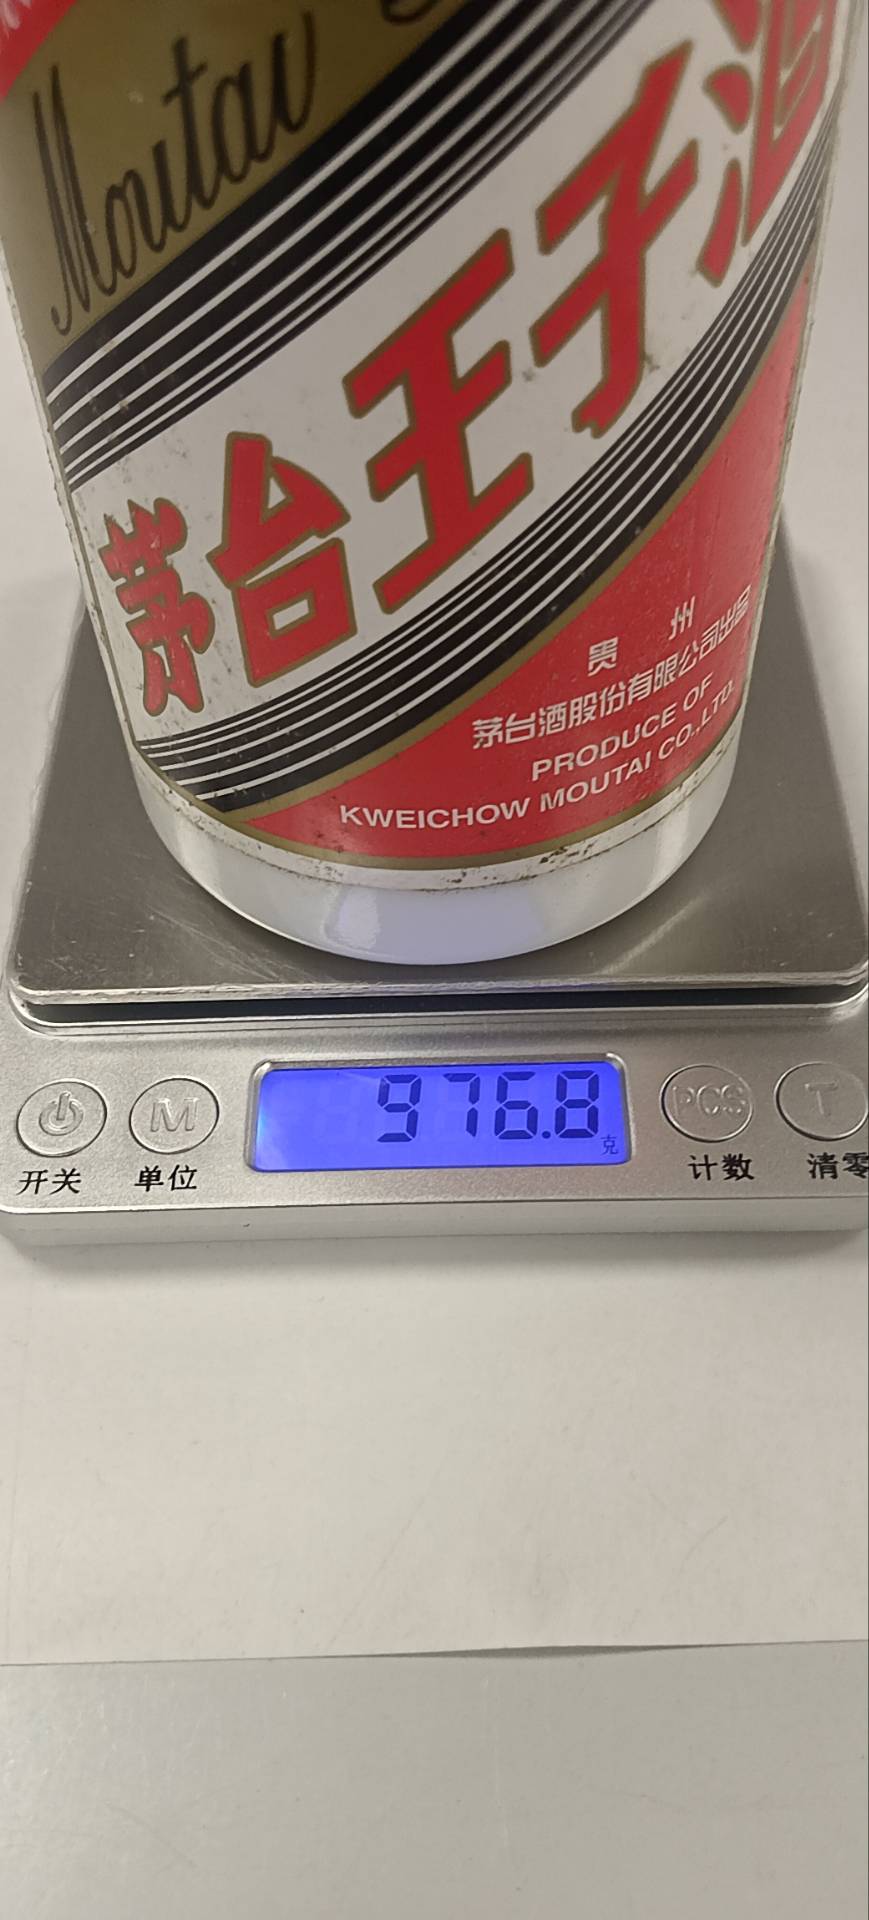 Moutai
茅台王子酒
贵州
茅台酒股份有限公司出品
PRODUCE OF
KWEICHOW MOUTAI CO.,LTD.
976.8
克
M
PCS
T
开关
单位
计数
清零